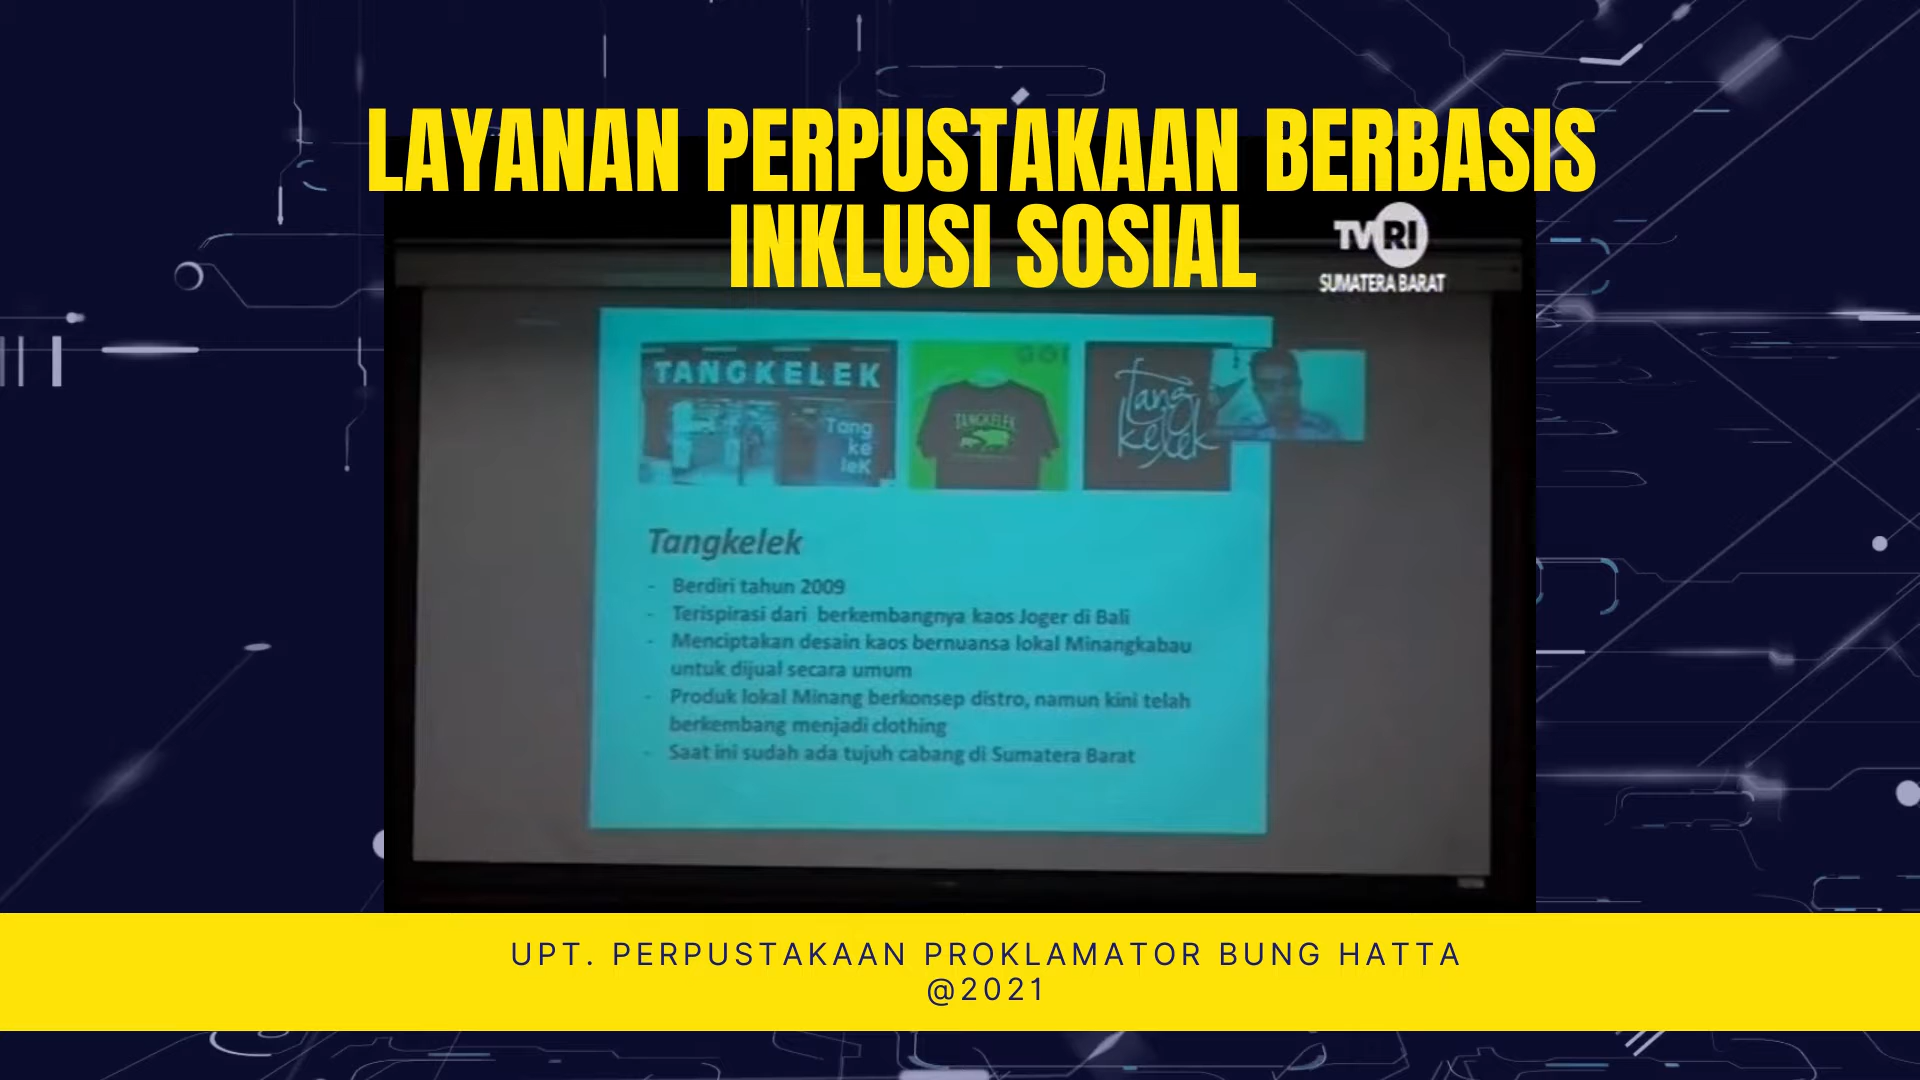 LAYANAN PERPUSTAKAAN BERBASIS
INKLUSI SOSIAL
TVRI
SUMATERA BARAT
TANGKELEK
Tang
ke
leK
TANGKELEK
Tang
kelek
Tangkelek
- Berdiri tahun 2009
- Terispirasi dari berkembangnya kaos Joger di Bali
- Menciptakan desain kaos bernuansa lokal Minangkabau
untuk dijual secara umum
- Produk lokal Minang berkonsep distro, namun kini telah
berkembang menjadi clothing
- Saat ini sudah ada tujuh cabang di Sumatera Barat
UPT. PERPUSTAKAAN PROKLAMATOR BUNG HATTA
@2021